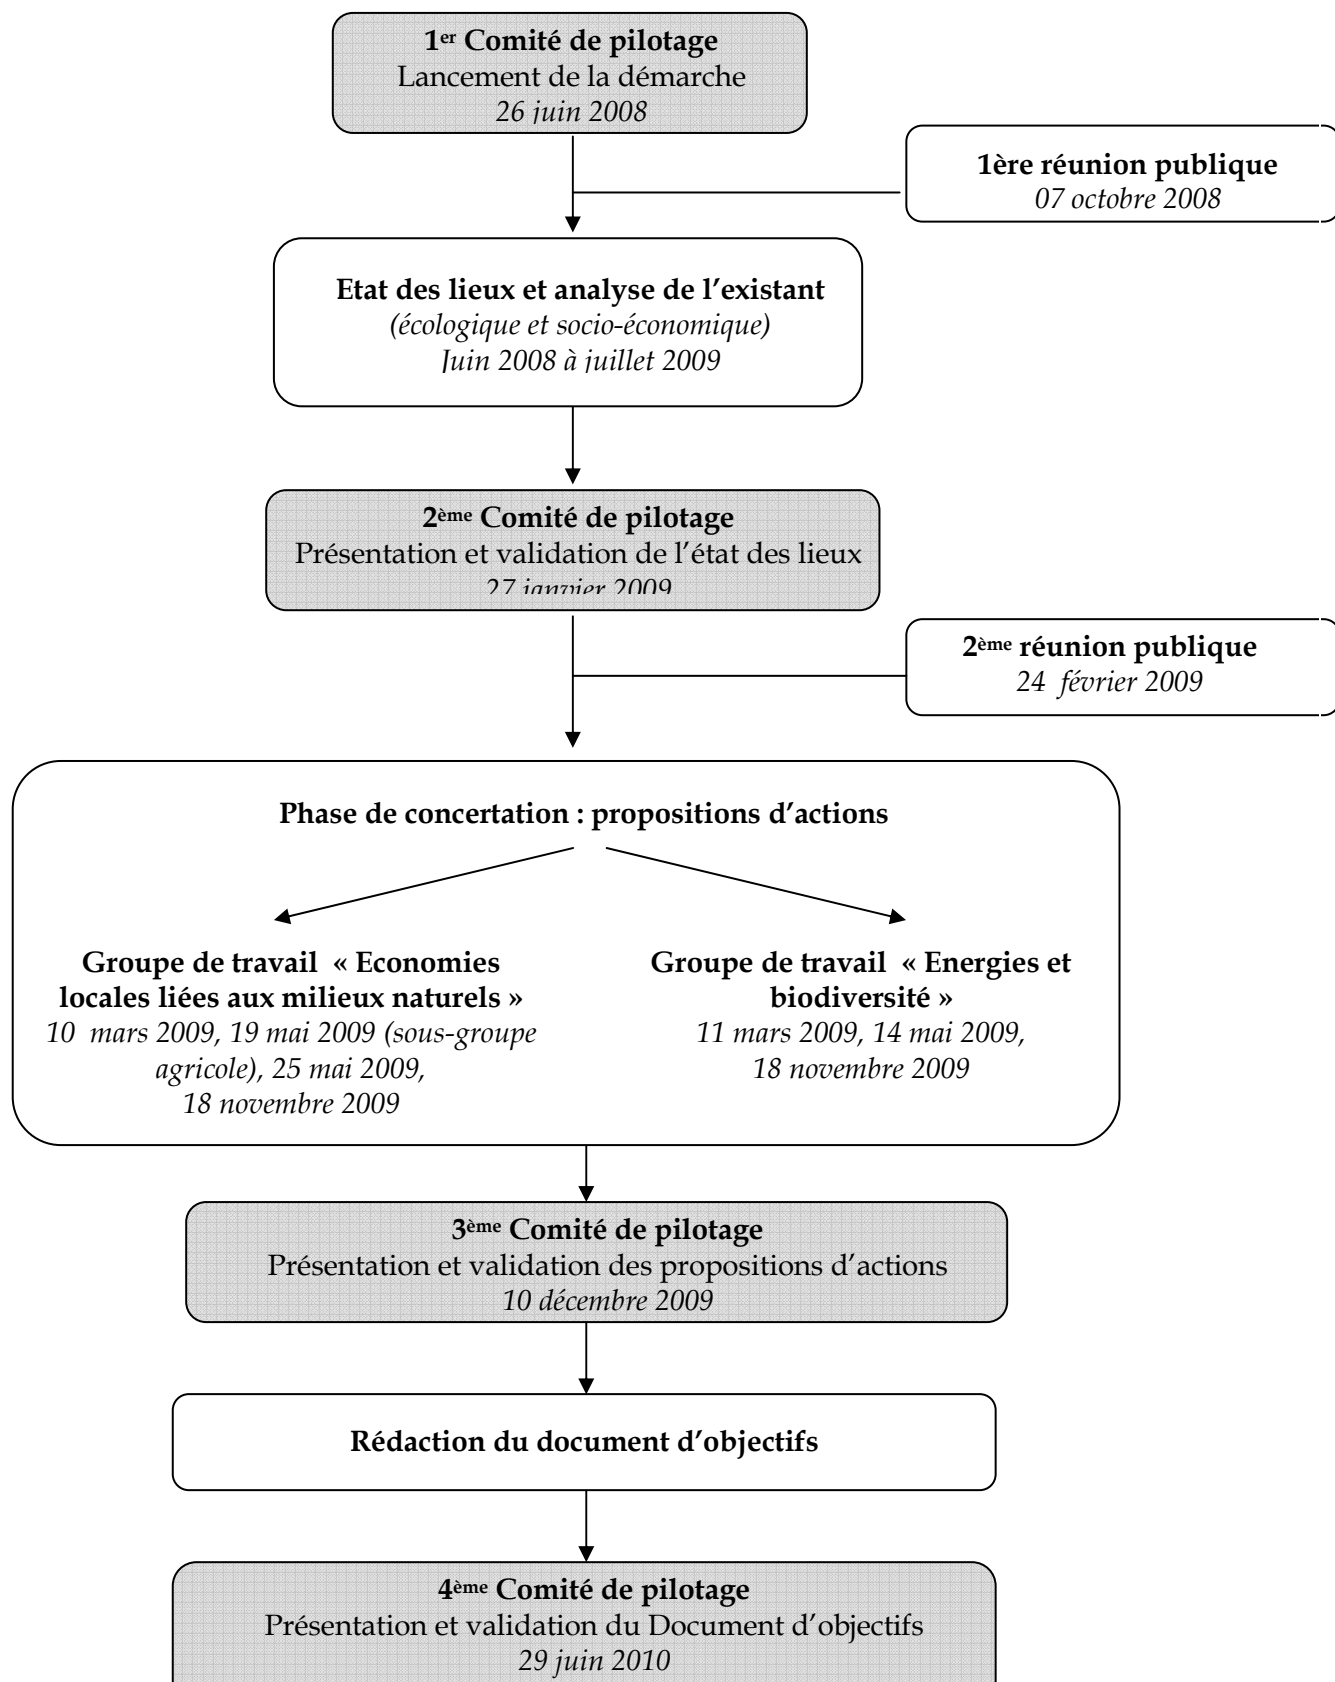 1er Comité de pilotage
Lancement de la démarche
26 juin 2008
1ère réunion publique
07 octobre 2008
Etat des lieux et analyse de l’existant
(écologique et socio-économique)
Juin 2008 à juillet 2009
2ème Comité de pilotage
Présentation et validation de l’état des lieux
27 janvier 2009
2ème réunion publique
24 février 2009
Phase de concertation : propositions d’actions
Groupe de travail « Economies
locales liées aux milieux naturels »
10 mars 2009, 19 mai 2009 (sous-groupe
agricole), 25 mai 2009,
18 novembre 2009
Groupe de travail « Energies et
biodiversité »
11 mars 2009, 14 mai 2009,
18 novembre 2009
3ème Comité de pilotage
Présentation et validation des propositions d’actions
10 décembre 2009
Rédaction du document d’objectifs
4ème Comité de pilotage
Présentation et validation du Document d’objectifs
29 juin 2010